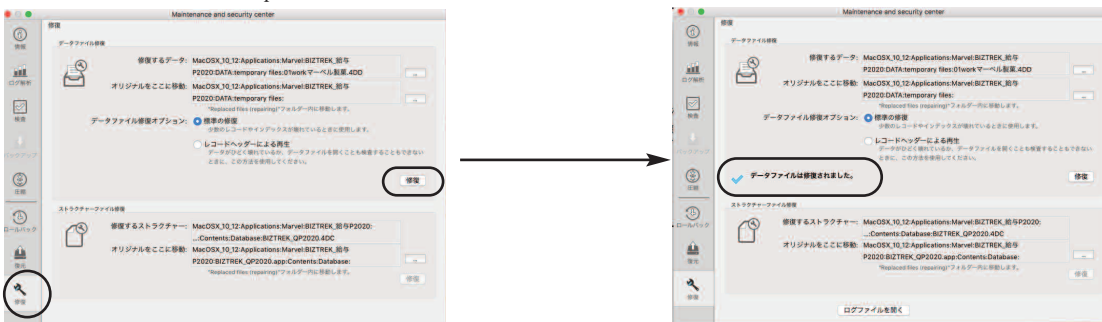 Maintenance and security center
修復
情報
ログ解析
検査
バックアップ
圧縮
ロールバック
復元
修復
データファイル修復
修復するデータ: MacOSX_10_12:Applications:Marvel:BIZTREK_給与
P2020:DATA:temporary files:01workマーベル製菓.4DD
...
オリジナルをここに移動: MacOSX_10_12:Applications:Marvel:BIZTREK_給与
P2020:DATA:temporary files:
...
"Replaced files (repairing)"フォルダー内に移動します。
データファイル修復オプション: 標準の修復
少数のレコードやインデックスが壊れているときに使用します。
レコードヘッダーによる再生
データがひどく壊れているか、データファイルを開くことも検査することもできない
ときに、この方法を使用してください。
修復
ストラクチャーファイル修復
修復するストラクチャー: MacOSX_10_12:Applications:Marvel:BIZTREK_給与P2020:
...:Contents:Database:BIZTREK_QP2020.4DC
オリジナルをここに移動: MacOSX_10_12:Applications:Marvel:BIZTREK_給与
P2020:BIZTREK_QP2020.app:Contents:Database:
...
"Replaced files (repairing)"フォルダー内に移動します。
修復
Maintenance and security center
修復
情報
ログ解析
検査
バックアップ
圧縮
ロールバック
復元
修復
データファイル修復
修復するデータ: MacOSX_10_12:Applications:Marvel:BIZTREK_給与
P2020:DATA:temporary files:01workマーベル製菓.4DD
...
オリジナルをここに移動: MacOSX_10_12:Applications:Marvel:BIZTREK_給与
P2020:DATA:temporary files:
...
"Replaced files (repairing)"フォルダー内に移動します。
データファイル修復オプション: 標準の修復
少数のレコードやインデックスが壊れているときに使用します。
レコードヘッダーによる再生
データがひどく壊れているか、データファイルを開くことも検査することもできない
ときに、この方法を使用してください。
データファイルは修復されました。
修復
ストラクチャーファイル修復
修復するストラクチャー: MacOSX_10_12:Applications:Marvel:BIZTREK_給与P2020:
...:Contents:Database:BIZTREK_QP2020.4DC
オリジナルをここに移動: MacOSX_10_12:Applications:Marvel:BIZTREK_給与
P2020:BIZTREK_QP2020.app:Contents:Database:
...
"Replaced files (repairing)"フォルダー内に移動します。
修復
ログファイルを開く